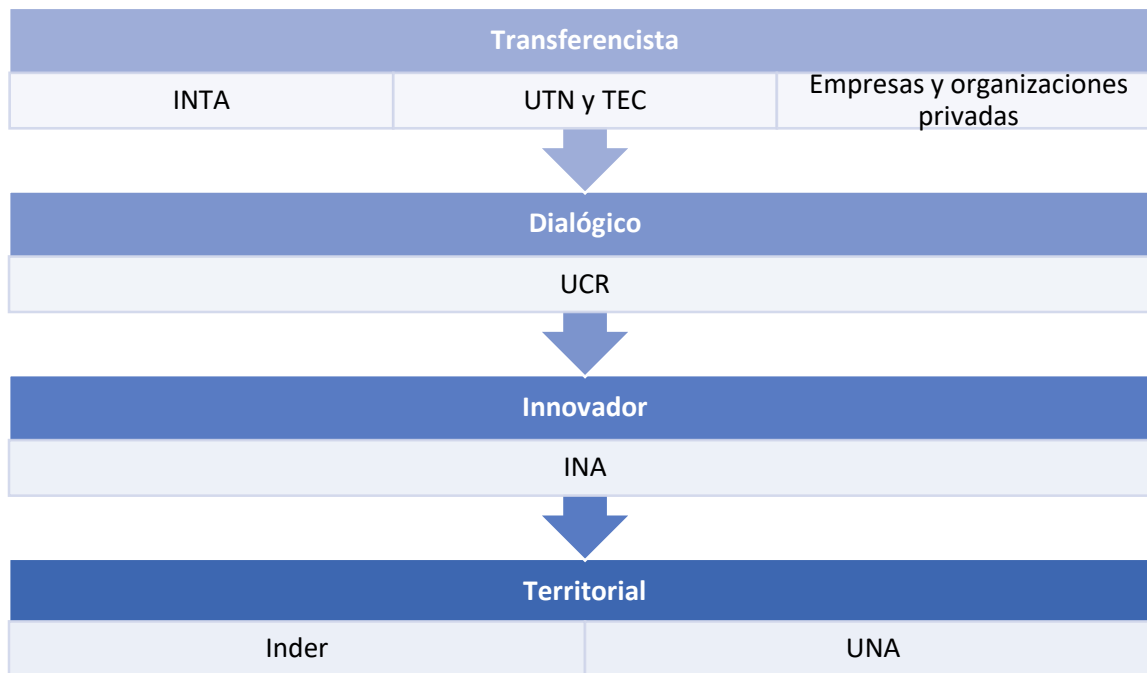 Transferencista
INTA
UTN y TEC
Empresas y organizaciones
privadas
Dialógico
UCR
Innovador
INA
Territorial
Inder
UNA